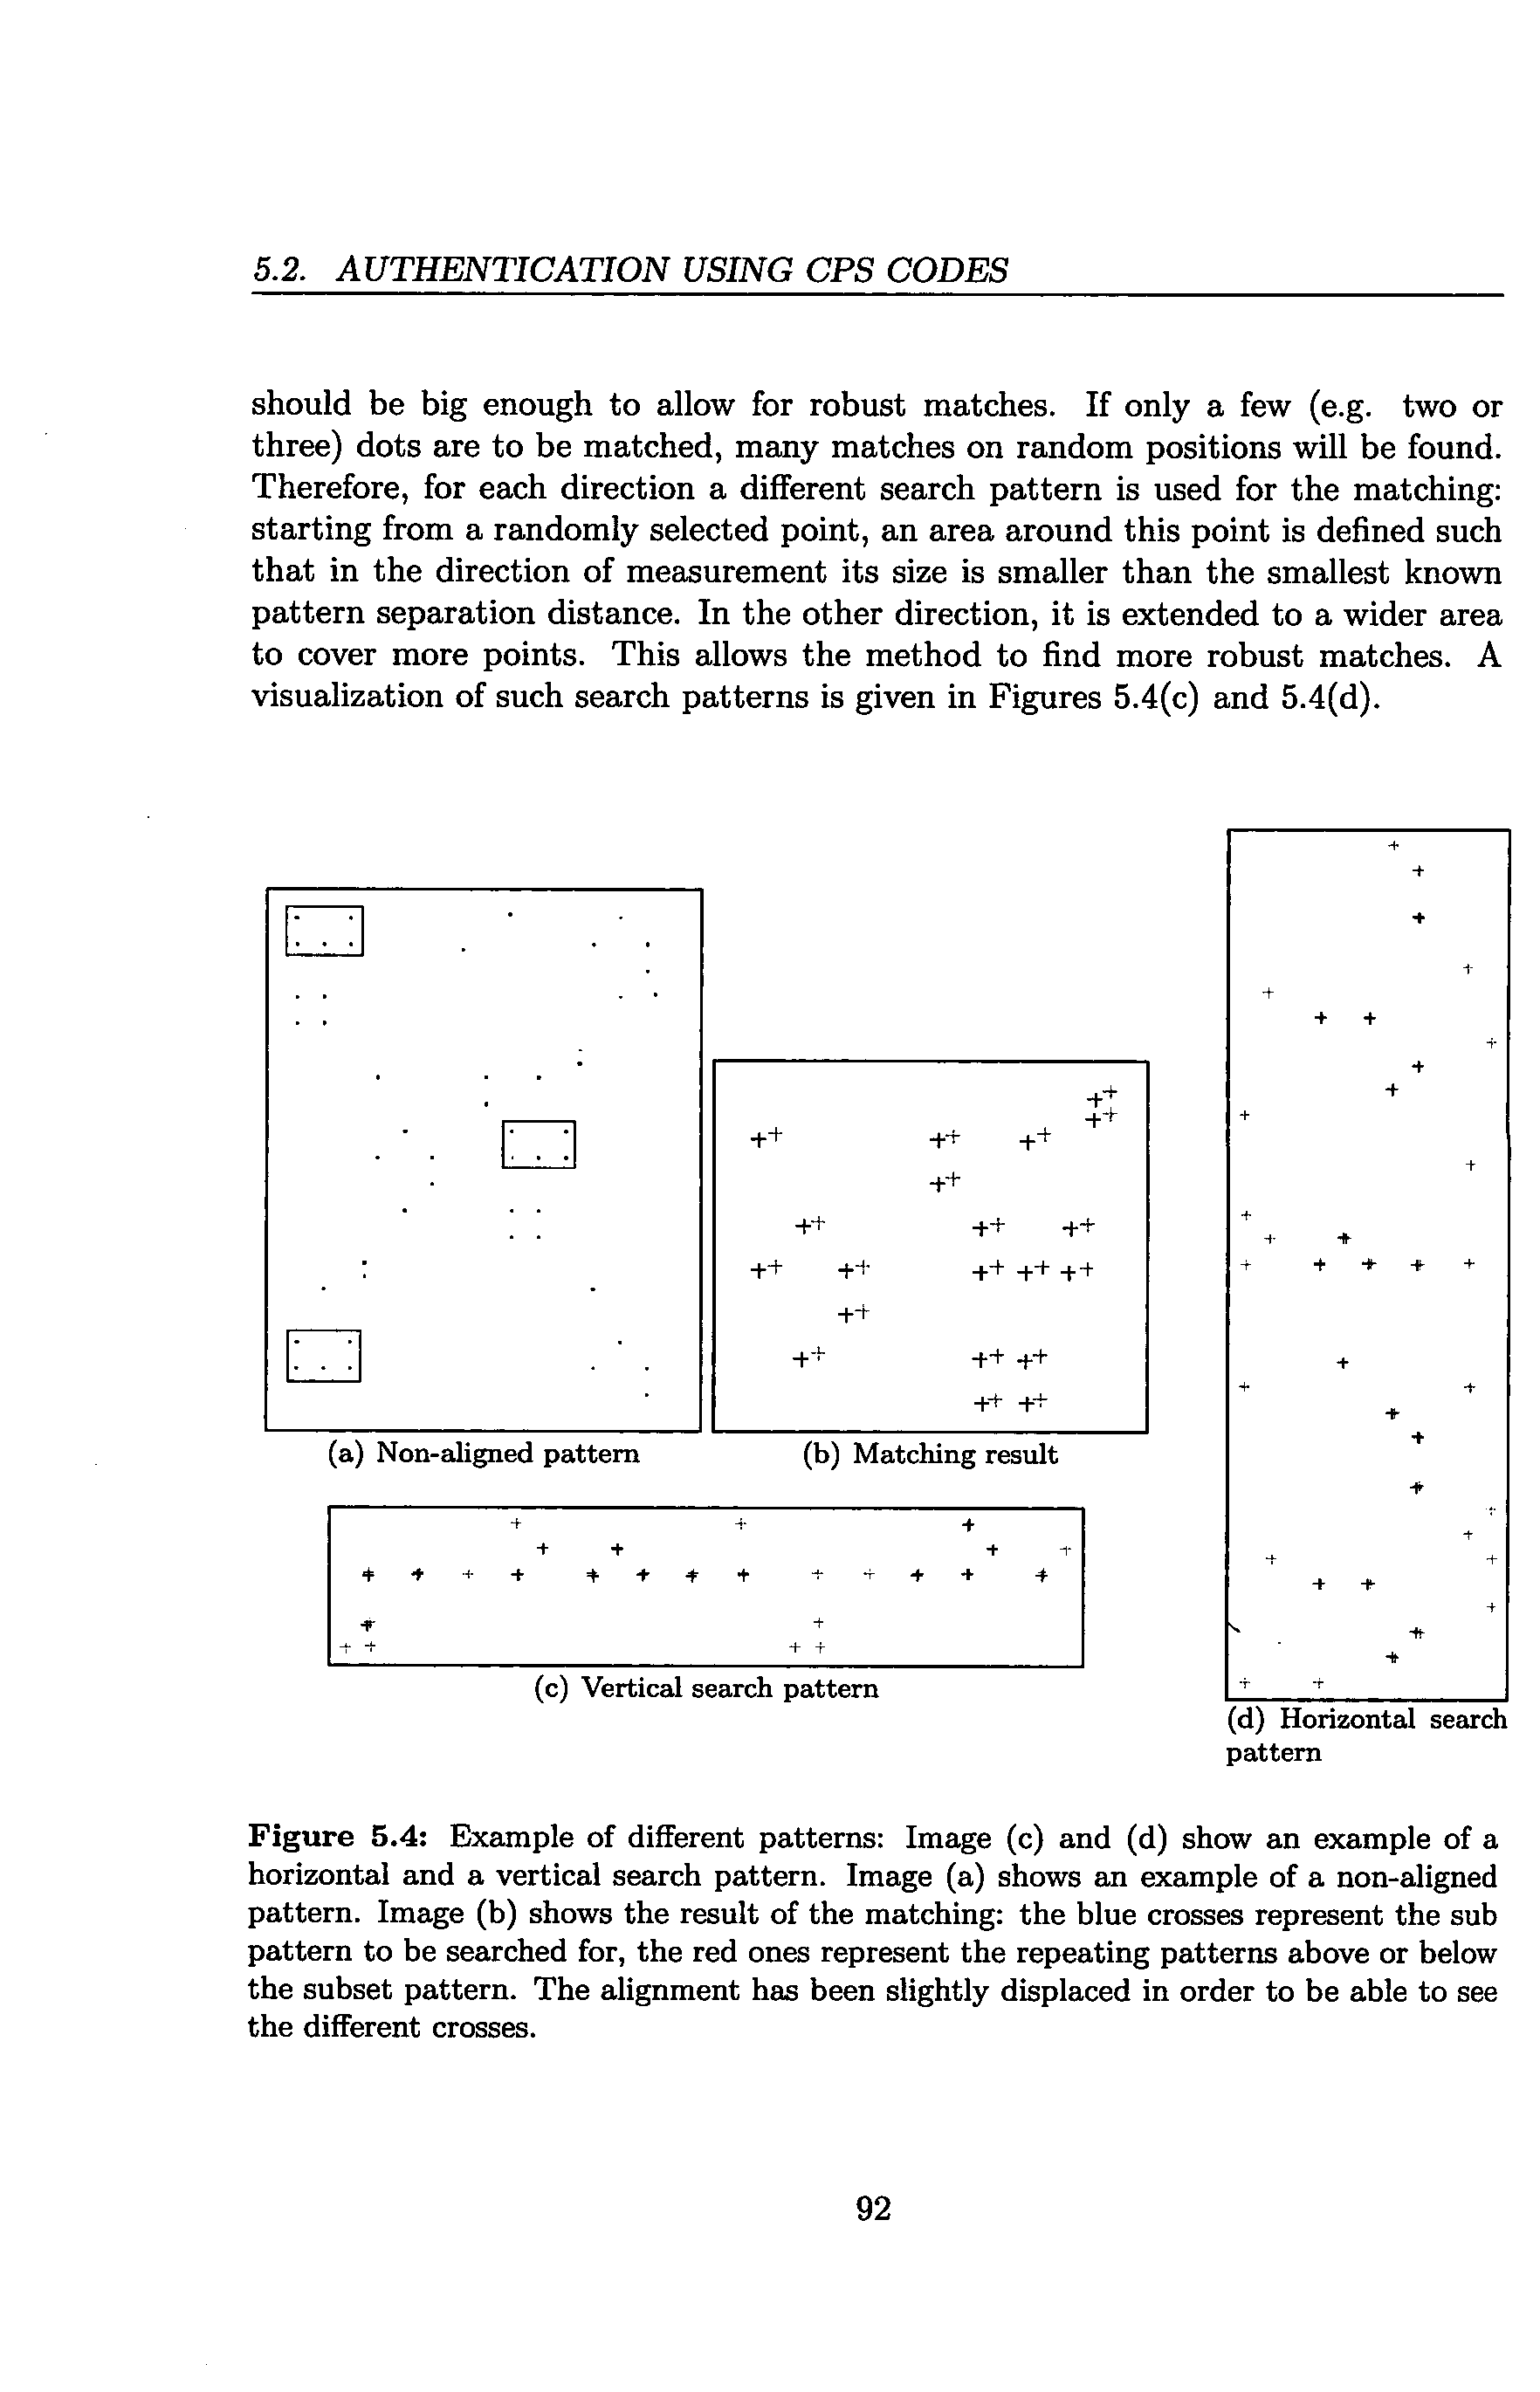 5.2. AUTHENTICATION USING CPS CODES
should be big enough to allow for robust matches. If only a few (e.g. two or
three) dots are to be matched, many matches on random positions will be found.
Therefore, for each direction a different search pattern is used for the matching:
starting from a randomly selected point, an area around this point is defined such
that in the direction of measurement its size is smaller than the smallest known
pattern separation distance. In the other direction, it is extended to a wider area
to cover more points. This allows the method to find more robust matches. A
visualization of such search patterns is given in Figures 5.4(c) and 5.4(d).
(a) Non-aligned pattern
(b) Matching result
(c) Vertical search pattern
(d) Horizontal search
pattern
Figure 5.4: Example of different patterns: Image (c) and (d) show an example of a
horizontal and a vertical search pattern. Image (a) shows an example of a non-aligned
pattern. Image (b) shows the result of the matching: the blue crosses represent the sub
pattern to be searched for, the red ones represent the repeating patterns above or below
the subset pattern. The alignment has been slightly displaced in order to be able to see
the different crosses.
92